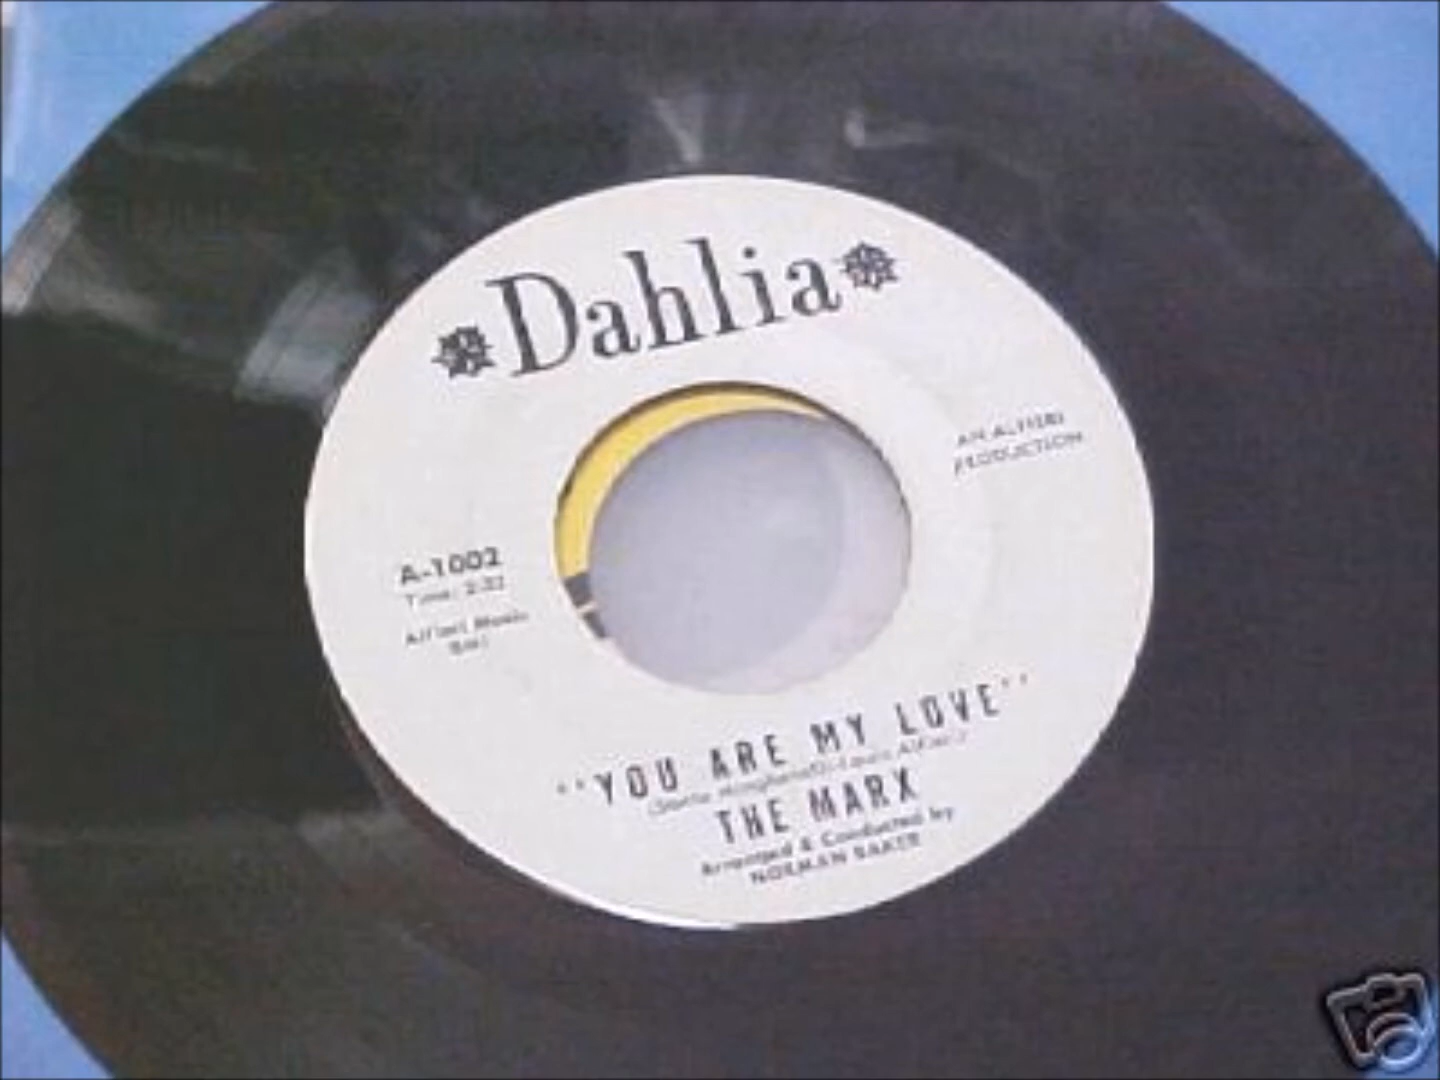 Dahlia
AN ALFIERI
PRODUCTION
A-1002
Time: 2:22
Alfieri Music
BMI
"YOU ARE MY LOVE"
THE MARX
Arranged & Conducted by
NORMAN BAKER